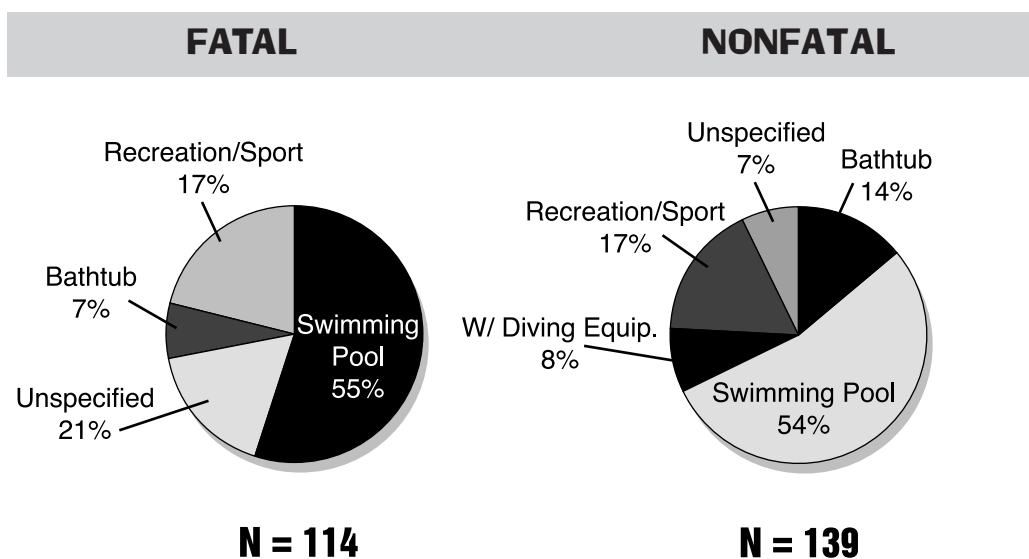 FATAL
NONFATAL
Recreation/Sport
17%
Bathtub
7%
Unspecified
21%
Swimming
Pool
55%
N = 114
Unspecified
7%
Bathtub
14%
Recreation/Sport
17%
W/ Diving Equip.
8%
Swimming Pool
54%
N = 139